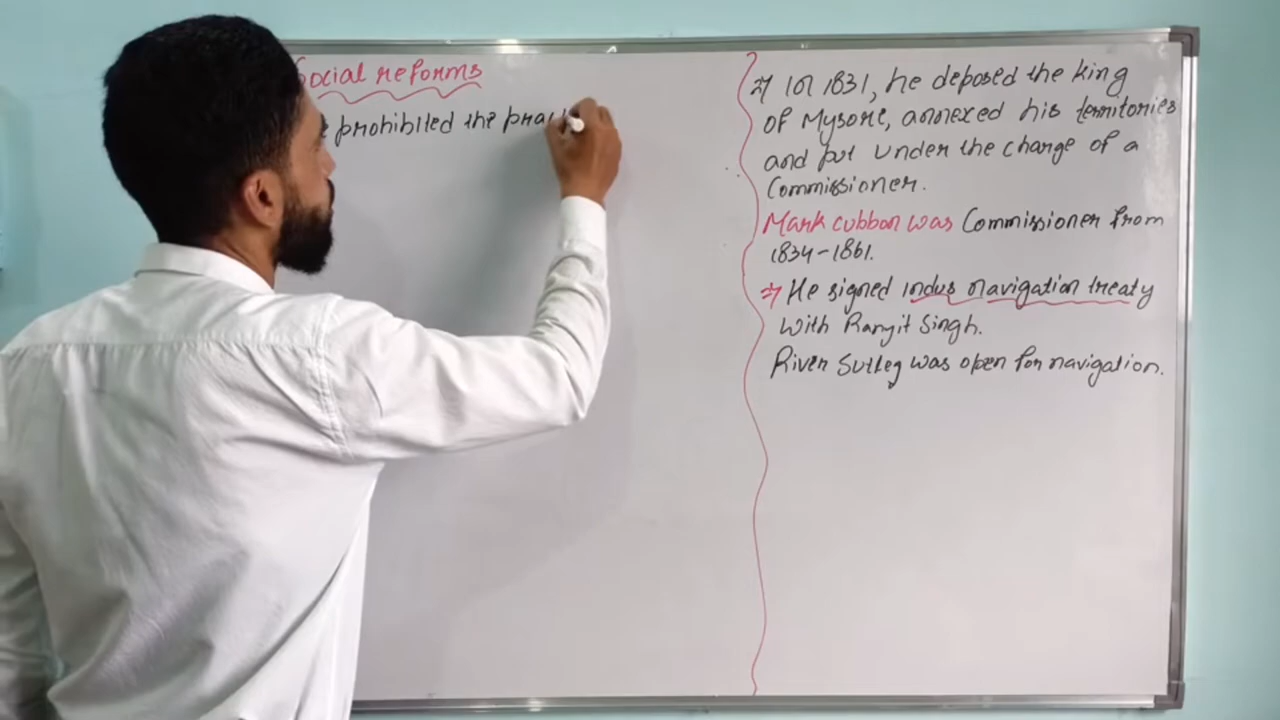 Social reforms
prohibited the
⇒ In 1831, he deposed the king
of Mysore, annexed his territories
and put under the charge of a
Commissioner.
Mark cubbon was Commissioner from
1834-1861.
⇒ He signed indus navigation treaty
with Ranjit Singh.
River Sutleg was open for navigation.